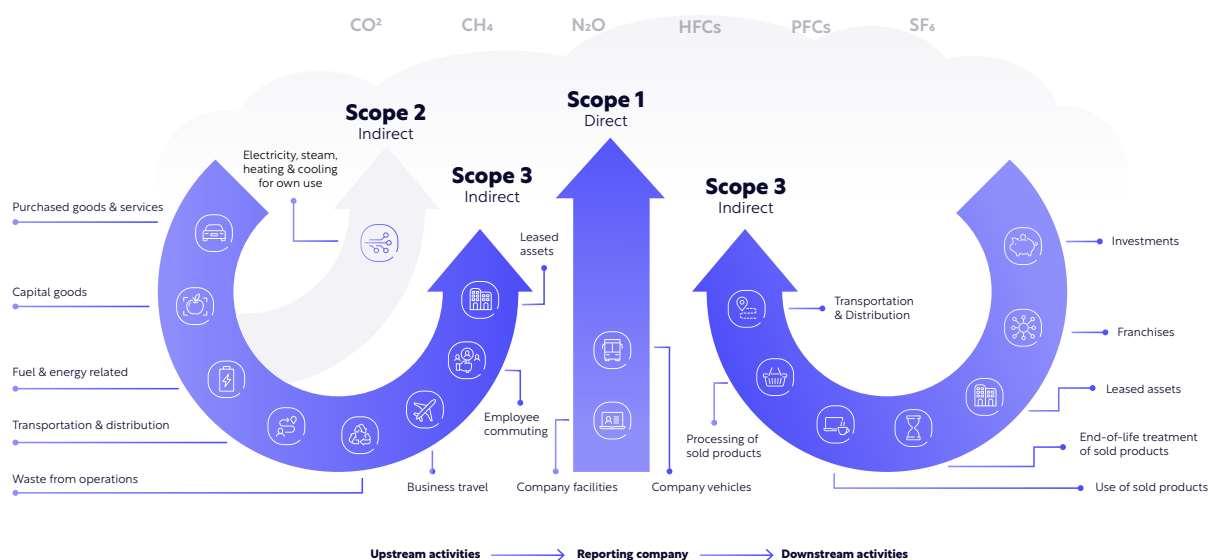 CO²
CH₄
N₂O
HFCs
PFCs
SF₆
Scope 1
Direct
Scope 2
Indirect
Electricity, steam,
heating & cooling
for own use
Scope 3
Indirect
Scope 3
Indirect
Purchased goods & services
Capital goods
Fuel & energy related
Transportation & distribution
Waste from operations
Business travel
Employee
commuting
Leased
assets
Company facilities
Company vehicles
Transportation
& Distribution
Processing of
sold products
Investments
Franchises
Leased assets
End-of-life treatment
of sold products
Use of sold products
Upstream activities
Reporting company
Downstream activities